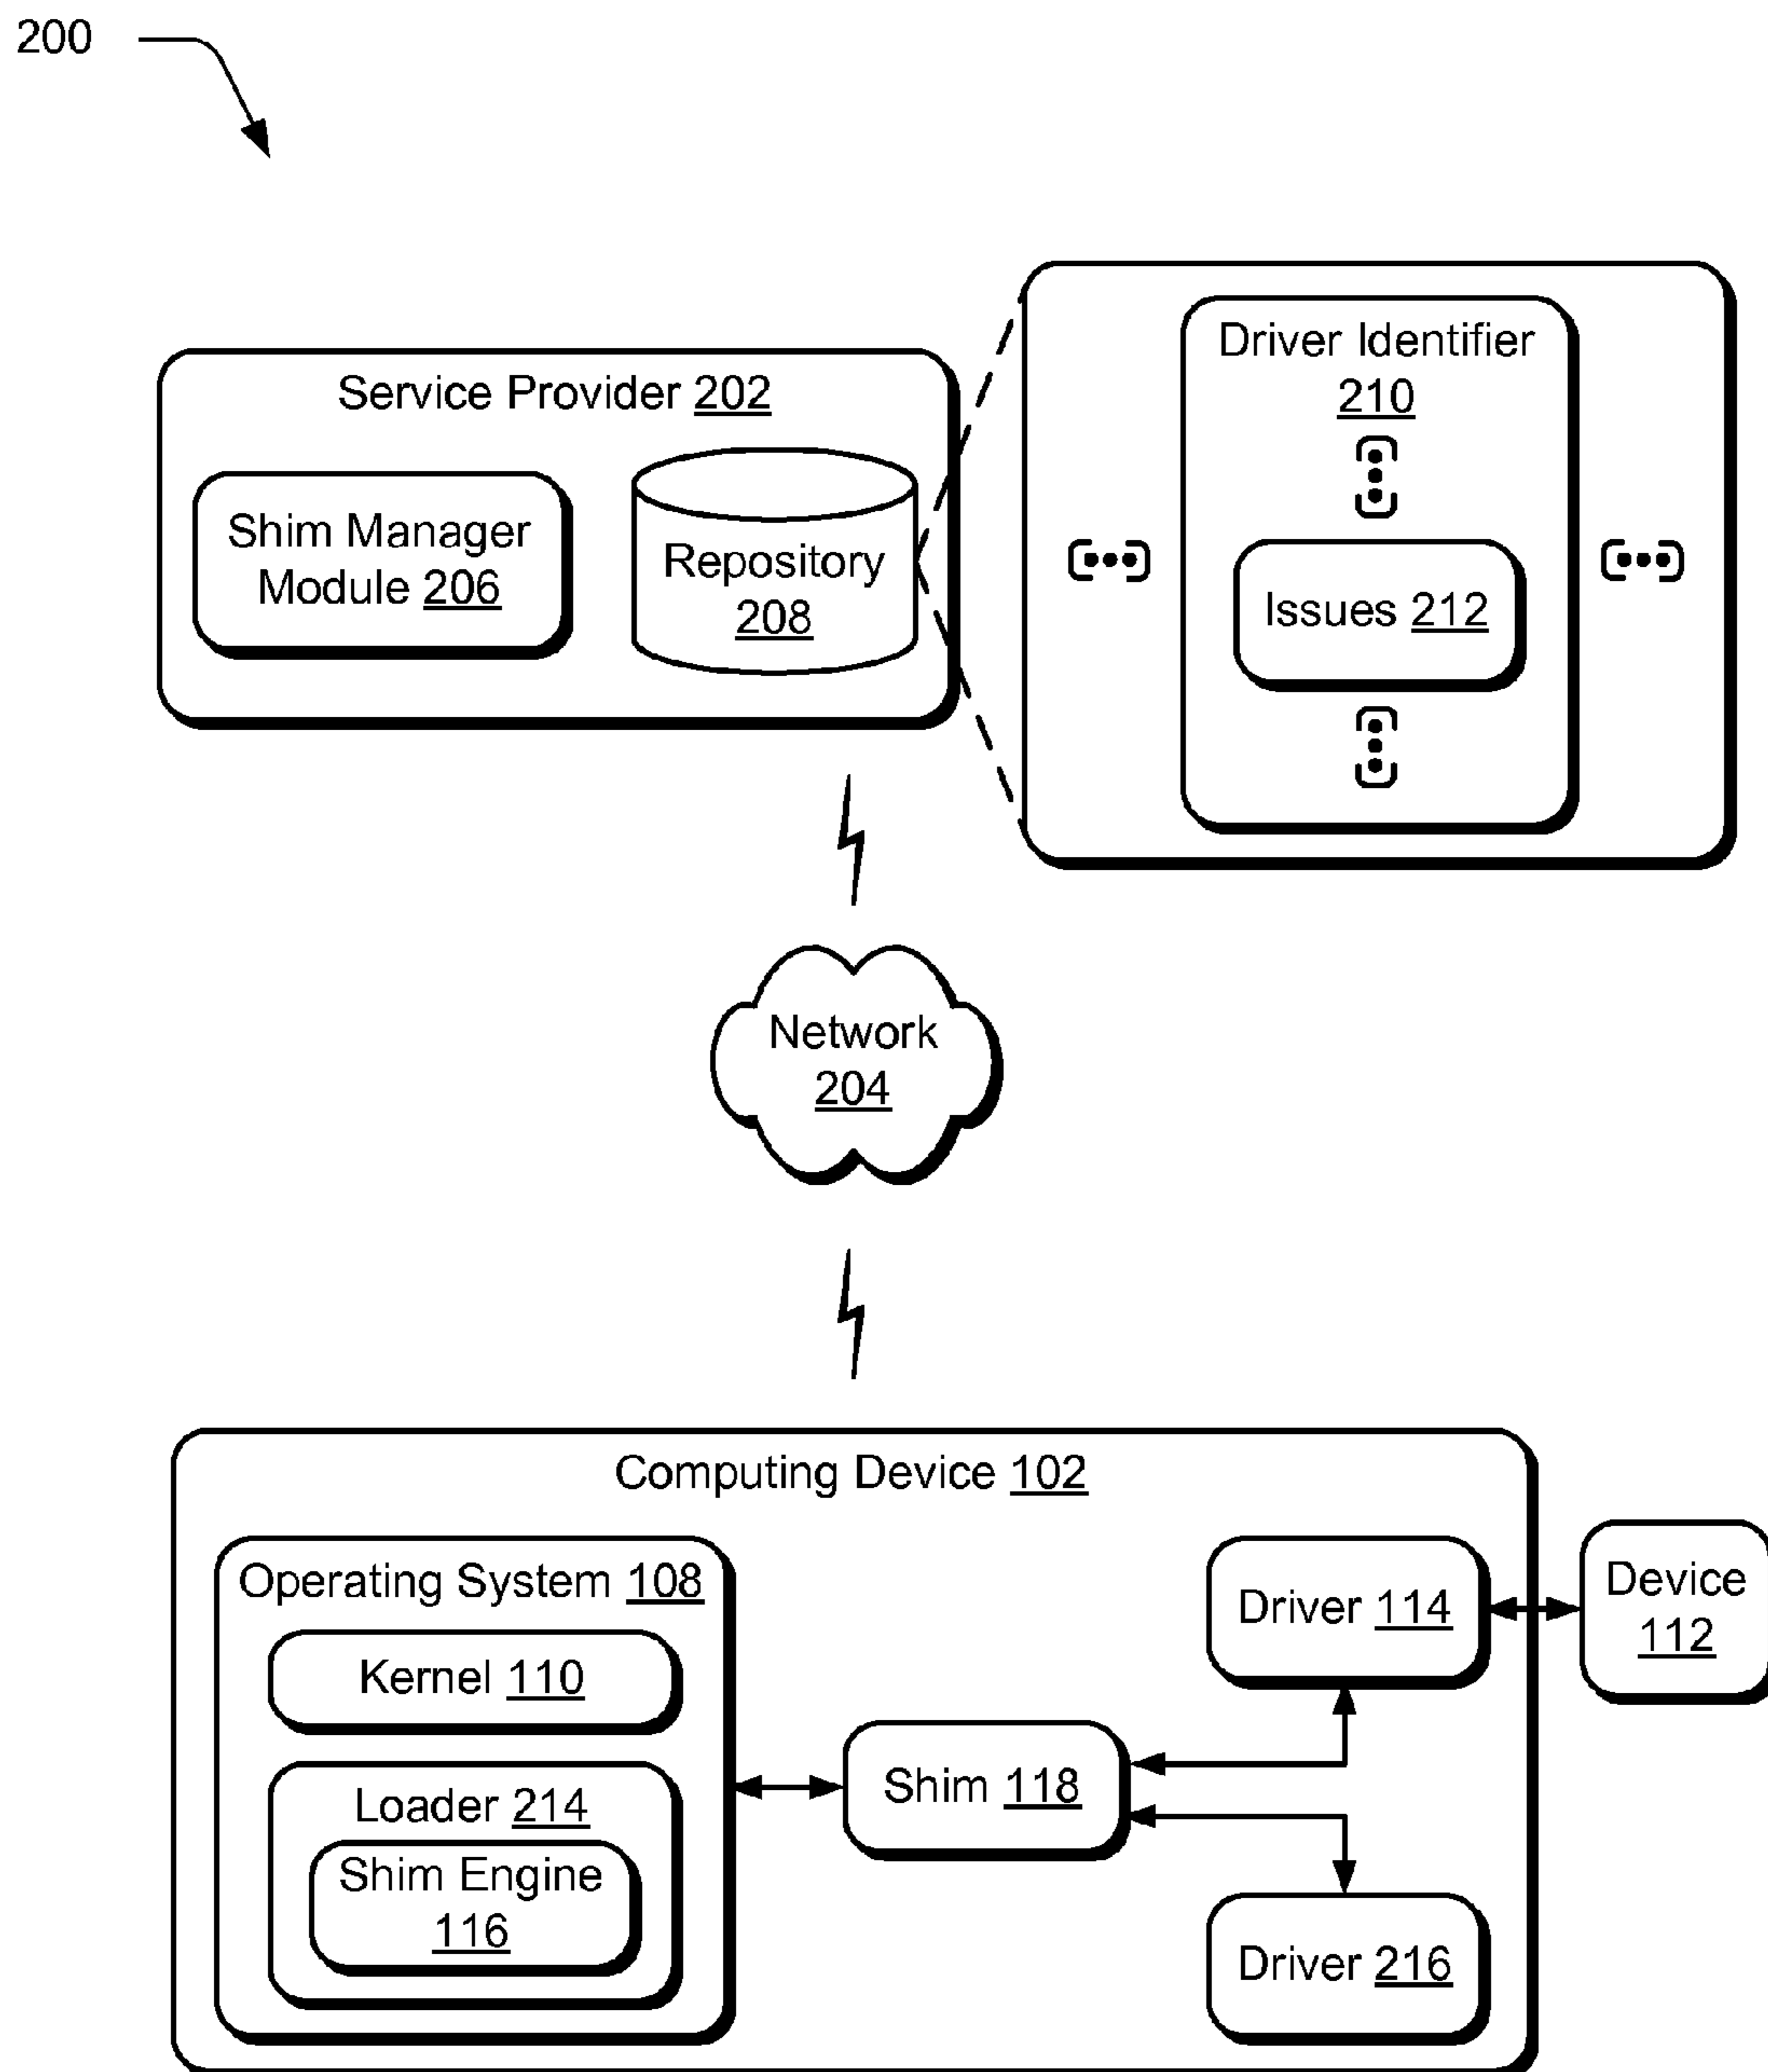 200
Service Provider 202
Shim Manager
Module 206
Repository
208
Driver Identifier
210
Issues 212
Network
204
Computing Device 102
Operating System 108
Kernel 110
Loader 214
Shim Engine
116
Shim 118
Driver 114
Device
112
Driver 216